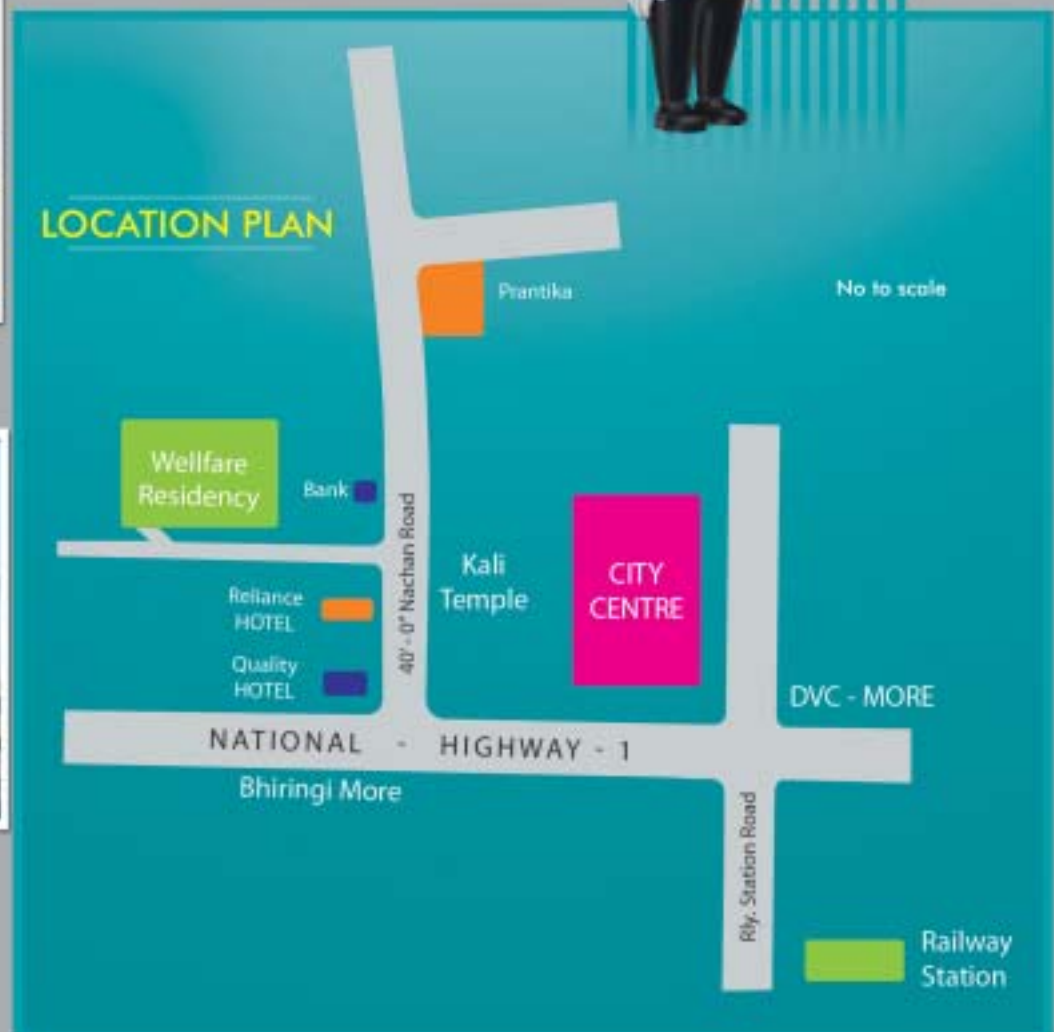 LOCATION PLAN
Prantika
No to scale
Wellfare
Residency
Bank
40' - 0" Nachan Road
Kali
Temple
CITY
CENTRE
Reliance
HOTEL
Quality
HOTEL
DVC - MORE
NATIONAL - HIGHWAY - 1
Bhiringi More
Rly. Station Road
Railway
Station